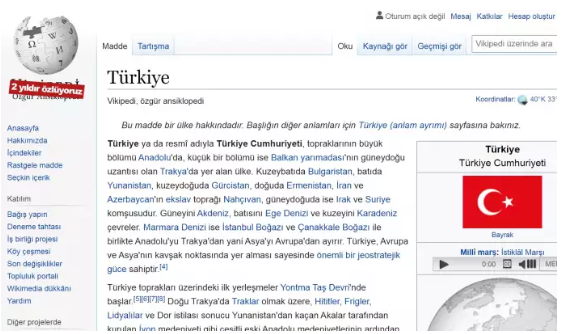 Oturum açık değil Mesaj Katkılar Hesap oluştur
Madde Tartışma Oku Kaynağı gör Geçmişi gör Vikipedi üzerinde ara
2 yıldır özlüyoruz
Türkiye
Vikipedi, özgür ansiklopedi
Koordinatlar: 40°K 33°
Bu madde bir ülke hakkındadır. Başlığın diğer anlamları için Türkiye (anlam ayrımı) sayfasına bakınız.
Anasayfa
Hakkımızda
İçindekiler
Rastgele madde
Seçkin içerik
Katılım
Bağış yapın
Deneme tahtası
İş birliği projesi
Köy çeşmesi
Son değişiklikler
Topluluk portali
Wikimedia dükkânı
Yardım
Diğer projelerde
Türkiye ya da resmî adıyla Türkiye Cumhuriyeti, topraklarının büyük
bölümü Anadolu'da, küçük bir bölümü ise Balkan yarımadası'nın güneydoğu
uzantısı olan Trakya'da yer alan ülke. Kuzeybatıda Bulgaristan, batıda
Yunanistan, kuzeydoğuda Gürcistan, doğuda Ermenistan, İran ve
Azerbaycan'ın ekslav toprağı Nahçıvan, güneydoğuda ise Irak ve Suriye
komşusudur. Güneyini Akdeniz, batısını Ege Denizi ve kuzeyini Karadeniz
çevreler. Marmara Denizi ise İstanbul Boğazı ve Çanakkale Boğazı ile
birlikte Anadolu'yu Trakya'dan yani Asya'yı Avrupa'dan ayırır. Türkiye, Avrupa
ve Asya'nın kavşak noktasında yer alması sayesinde önemli bir jeostratejik
güce sahiptir.[4]
Türkiye toprakları üzerindeki ilk yerleşmeler Yontma Taş Devri'nde
başlar.[5][6][7][8] Doğu Trakya'da Traklar olmak üzere, Hititler, Frigler,
Lidyalılar ve Dor istilası sonucu Yunanistan'dan kaçan Akalar tarafından
kurulan İyon medeniyeti gibi çeşitli eski Anadolu medeniyetlerinin ardından
Türkiye
Türkiye Cumhuriyeti
Bayrak
Millî marş: İstiklâl Marşı
0:00